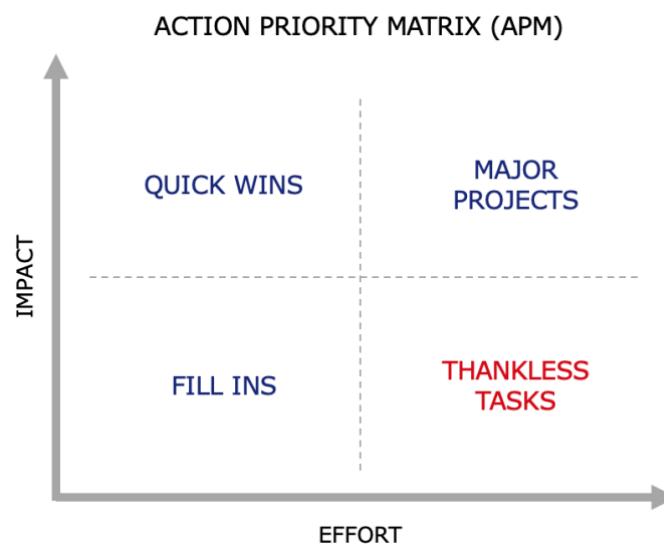 ACTION PRIORITY MATRIX (APM)
QUICK WINS
MAJOR
PROJECTS
IMPACT
FILL INS
THANKLESS
TASKS
EFFORT